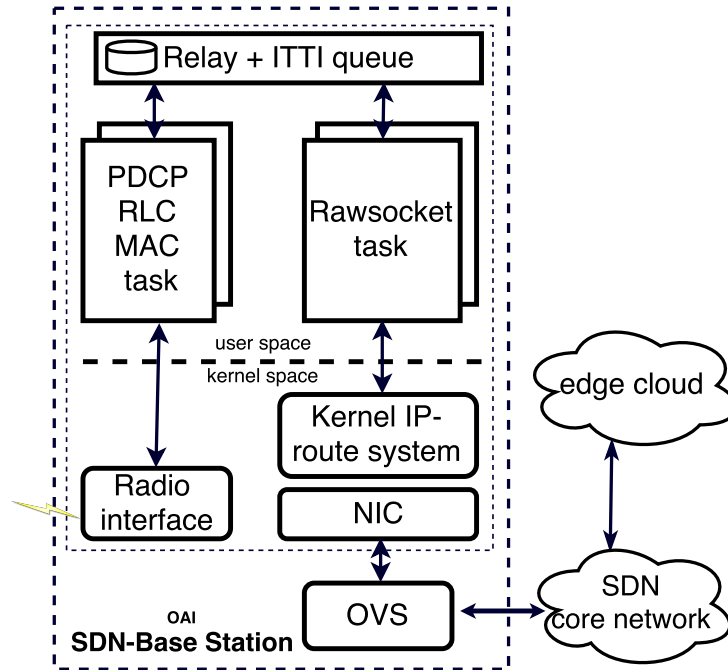 Relay + ITTI queue
PDCP
RLC
MAC
task
Rawsocket
task
user space
kernel space
Kernel IP-
route system
Radio
interface
NIC
OVS
OAI
SDN-Base Station
edge cloud
SDN
core network